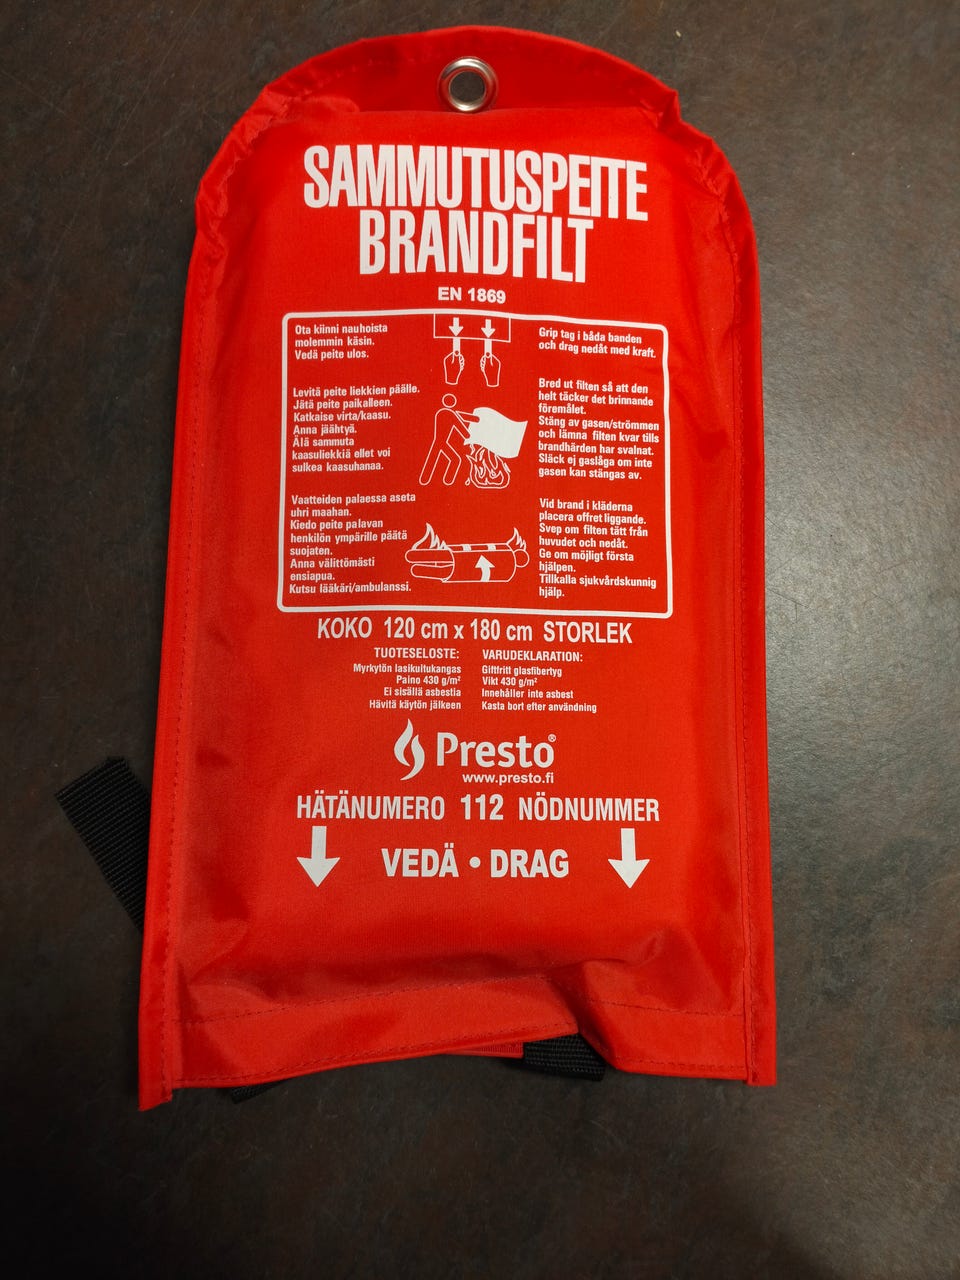 SAMMUTUSPEITE
BRANDFILT
EN 1869
Ota kiinni nauhoista
molemmin käsin.
Vedä peite ulos.
Grip tag i båda banden
och drag nedåt med kraft.
Levitä peite liekkien päälle.
Jätä peite paikalleen.
Katkaise virta/kaasu.
Anna jäähtyä.
Älä sammuta
kaasuliekkiä ellet voi
sulkea kaasuhanaa.
Bred ut filten så att den
helt täcker det brinnande
föremålet.
Stäng av gasen/strömmen
och lämna filten kvar tills
brandhärden har svalnat.
Släck ej gaslåga om inte
gasen kan stängas av.
Vaatteiden palaessa aseta
uhri maahan.
Kiedo peite palavan
henkilön ympärille päätä
suojaten.
Anna välittömästi
ensiapua.
Kutsu lääkäri/ambulanssi.
Vid brand i kläderna
placera offret liggande.
Svep om filten tätt från
huvudet och nedåt.
Ge om möjligt första
hjälpen.
Tillkalla sjukvårdskunnig
hjälp.
KOKO 120 cm x 180 cm STORLEK
TUOTESELOSTE:
Myrkytön lasikuitukangas
Paino 430 g/m²
Ei sisällä asbestia
Hävitä käytön jälkeen
VARUDEKLARATION:
Giftfritt glasfibertyg
Vikt 430 g/m²
Innehåller inte asbest
Kasta bort efter användning
Presto®
www.presto.fi
HÄTÄNUMERO 112 NÖDNUMMER
VEDÄ • DRAG